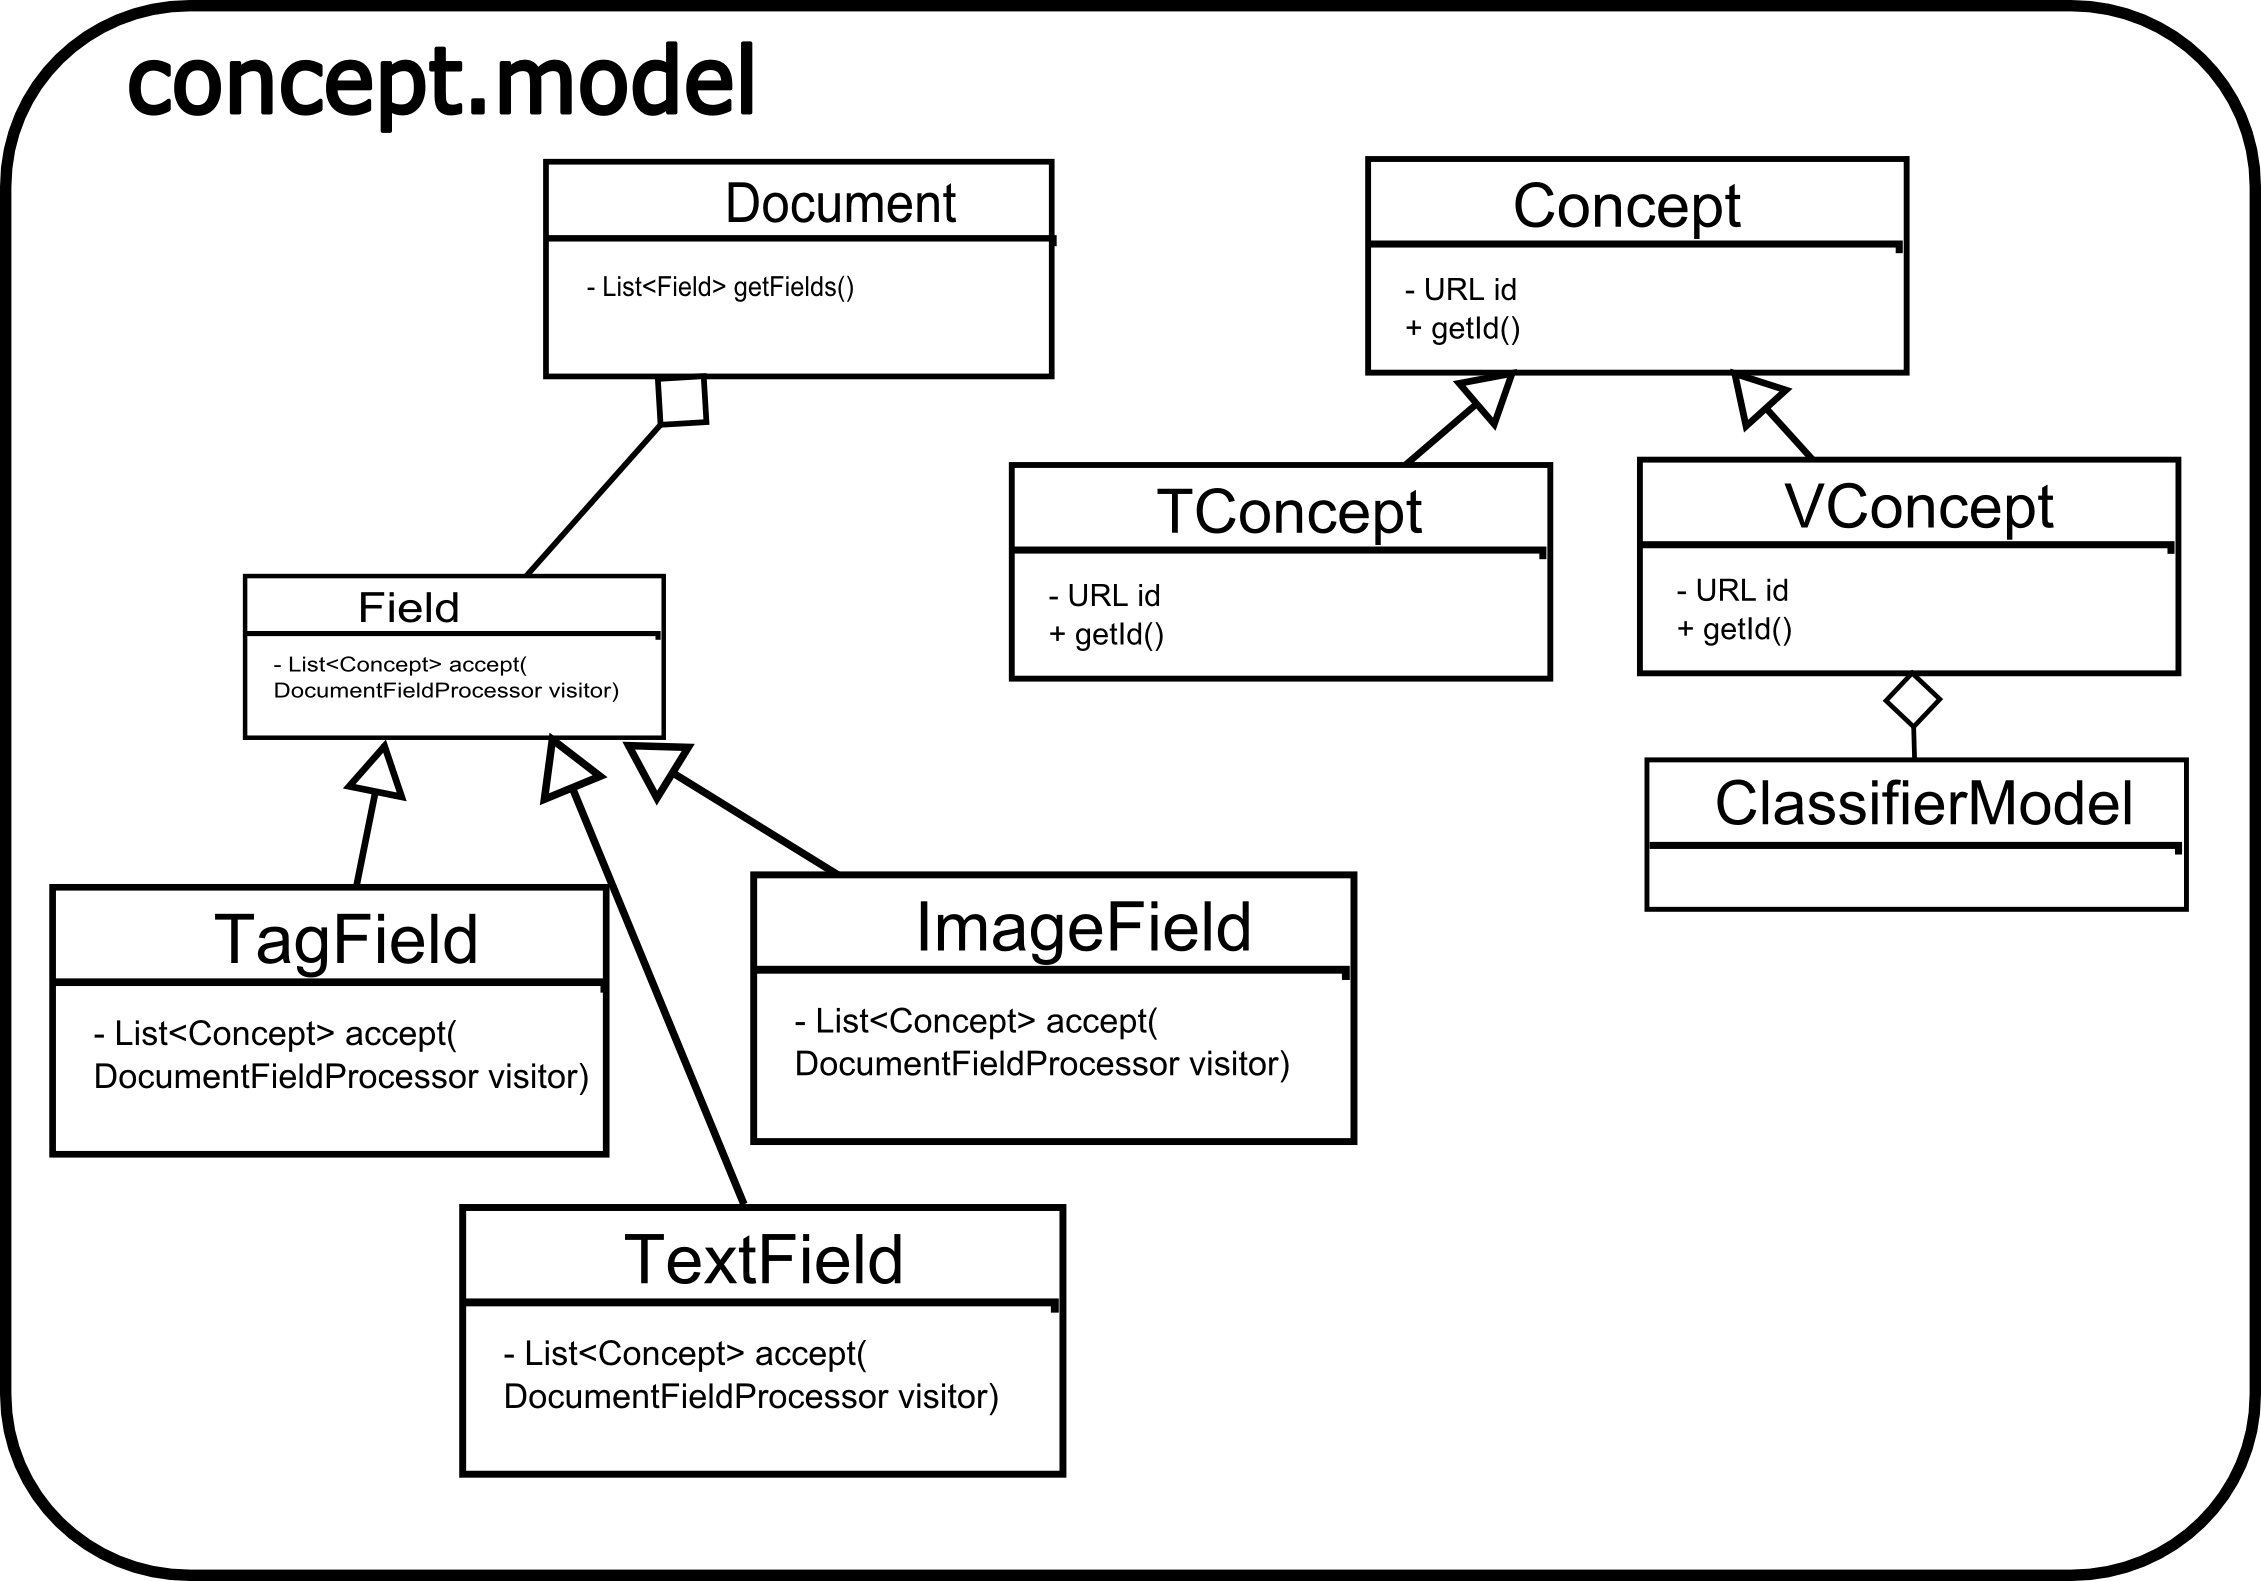 concept.model
Document
- List<Field> getFields()
Concept
- URL id
+ getId()
TConcept
- URL id
+ getId()
VConcept
- URL id
+ getId()
Field
- List<Concept> accept(
DocumentFieldProcessor visitor)
ClassifierModel
TagField
- List<Concept> accept(
DocumentFieldProcessor visitor)
ImageField
- List<Concept> accept(
DocumentFieldProcessor visitor)
TextField
- List<Concept> accept(
DocumentFieldProcessor visitor)